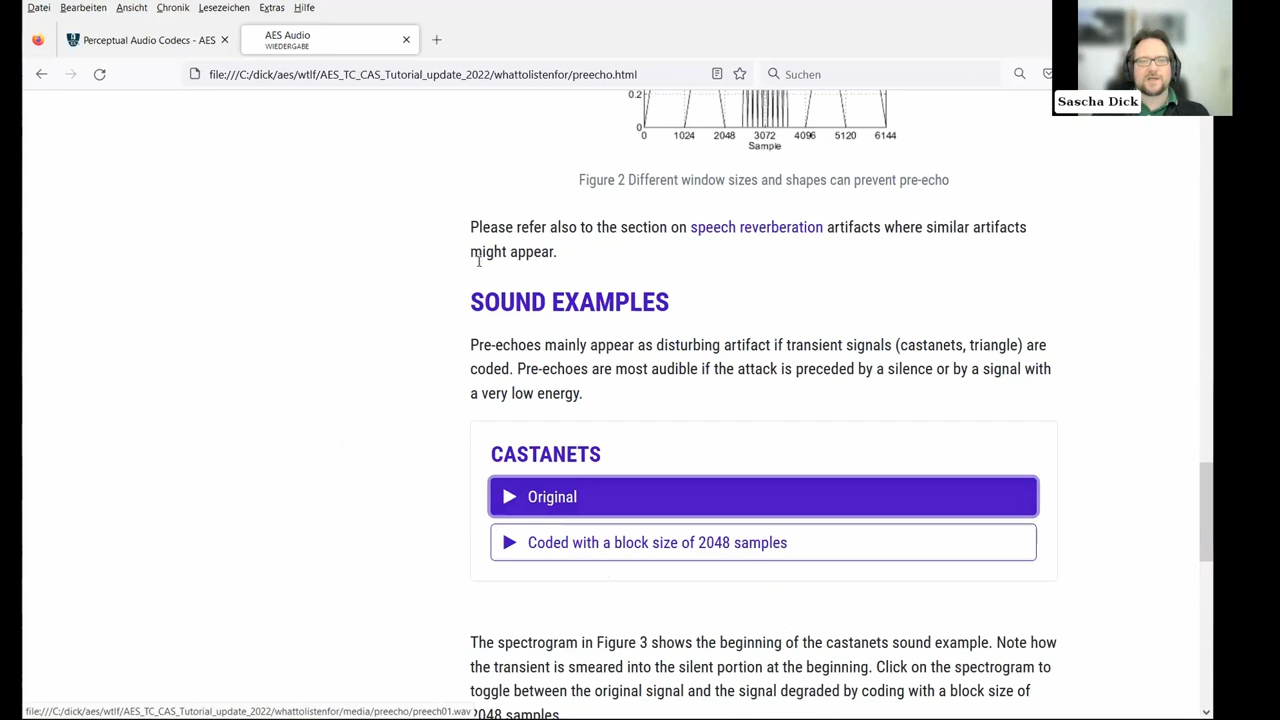 Datei Bearbeiten Ansicht Chronik Lesezeichen Extras Hilfe
Perceptual Audio Codecs - AES
AES Audio
WIEDERGABE
file:///C:/dick/aes/wtlf/AES_TC_CAS_Tutorial_update_2022/whattolistenfor/preecho.html
Suchen
Sascha Dick
0.2
0
0 1024 2048 3072 4096 5120 6144
Sample
Figure 2 Different window sizes and shapes can prevent pre-echo
Please refer also to the section on speech reverberation artifacts where similar artifacts
might appear.
SOUND EXAMPLES
Pre-echoes mainly appear as disturbing artifact if transient signals (castanets, triangle) are
coded. Pre-echoes are most audible if the attack is preceded by a silence or by a signal with
a very low energy.
CASTANETS
Original
Coded with a block size of 2048 samples
The spectrogram in Figure 3 shows the beginning of the castanets sound example. Note how
the transient is smeared into the silent portion at the beginning. Click on the spectrogram to
toggle between the original signal and the signal degraded by coding with a block size of
2048 samples
file:///C:/dick/aes/wtlf/AES_TC_CAS_Tutorial_update_2022/whattolistenfor/media/preecho/preech01.wav